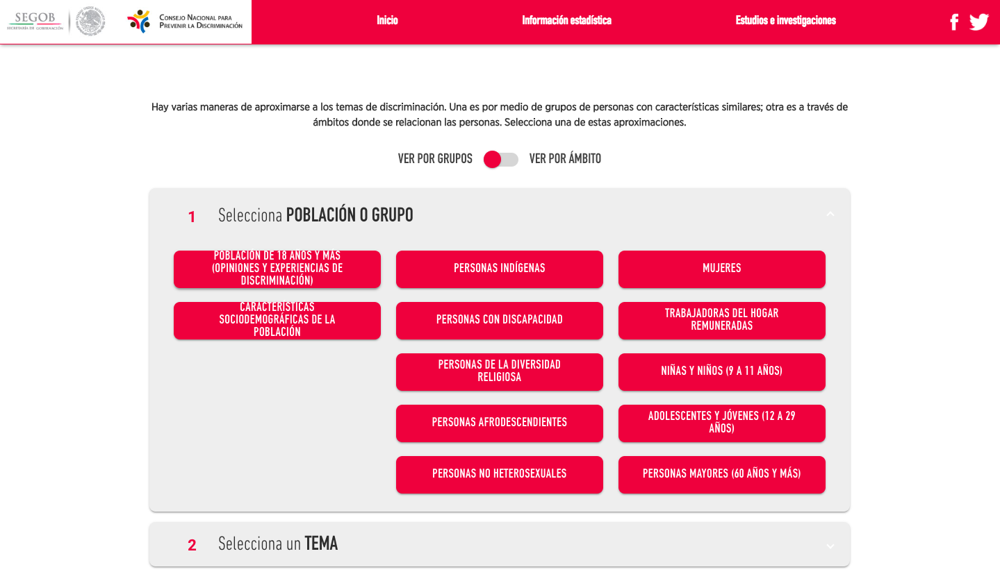 SEGOB
SECRETARÍA DE GOBERNACIÓN
CONSEJO NACIONAL PARA
PREVENIR LA DISCRIMINACIÓN
Inicio
Información estadística
Estudios e investigaciones
Hay varias maneras de aproximarse a los temas de discriminación. Una es por medio de grupos de personas con características similares; otra es a través de
ámbitos donde se relacionan las personas. Selecciona una de estas aproximaciones.
VER POR GRUPOS
VER POR ÁMBITO
1 Selecciona POBLACIÓN O GRUPO
POBLACIÓN DE 18 AÑOS Y MÁS
(OPINIONES Y EXPERIENCIAS DE
DISCRIMINACIÓN)
PERSONAS INDÍGENAS
MUJERES
CARACTERÍSTICAS
SOCIODEMOGRÁFICAS DE LA
POBLACIÓN
PERSONAS CON DISCAPACIDAD
TRABAJADORAS DEL HOGAR
REMUNERADAS
PERSONAS DE LA DIVERSIDAD
RELIGIOSA
NIÑAS Y NIÑOS (9 A 11 AÑOS)
PERSONAS AFRODESCENDIENTES
ADOLESCENTES Y JÓVENES (12 A 29
AÑOS)
PERSONAS NO HETEROSEXUALES
PERSONAS MAYORES (60 AÑOS Y MÁS)
2 Selecciona un TEMA